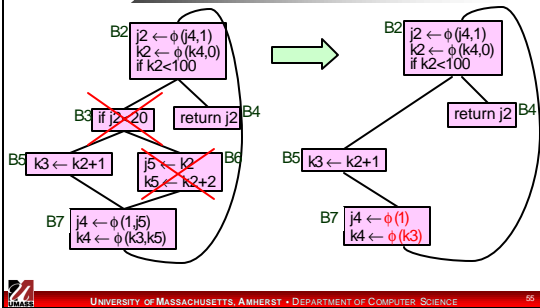 B2
j2 ← ϕ(j4,1)
k2 ← ϕ(k4,0)
if k2<100
B3
if j2<20
return j2
B4
B5
k3 ← k2+1
j5 ← k2
k5 ← k2+2
B6
B7
j4 ← ϕ(1,j5)
k4 ← ϕ(k3,k5)
B2
j2 ← ϕ(j4,1)
k2 ← ϕ(k4,0)
if k2<100
return j2
B4
B5
k3 ← k2+1
B7
j4 ← ϕ(1)
k4 ← ϕ(k3)
UMASS
UNIVERSITY OF MASSACHUSETTS, AMHERST • DEPARTMENT OF COMPUTER SCIENCE
55